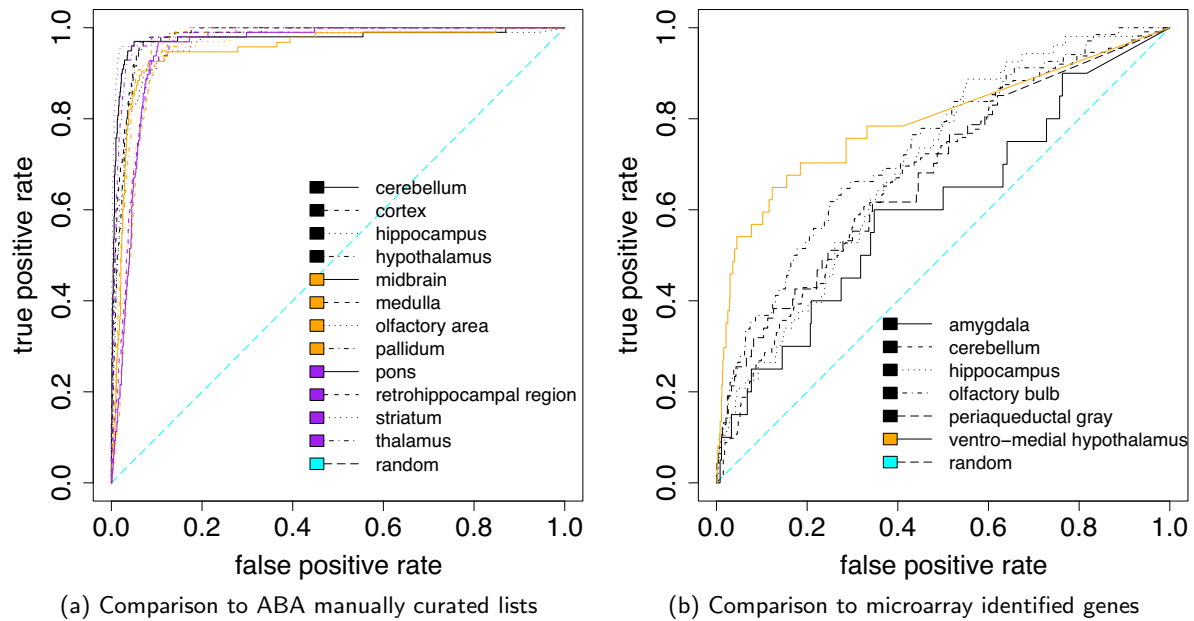 true positive rate
1.0
0.8
0.6
0.4
0.2
0.0
cerebellum
cortex
hippocampus
hypothalamus
midbrain
medulla
olfactory area
pallidum
pons
retrohippocampal region
striatum
thalamus
random
0.0 0.2 0.4 0.6 0.8 1.0
false positive rate
(a) Comparison to ABA manually curated lists
true positive rate
1.0
0.8
0.6
0.4
0.2
0.0
amygdala
cerebellum
hippocampus
olfactory bulb
periaqueductal gray
ventro−medial hypothalamus
random
0.0 0.2 0.4 0.6 0.8 1.0
false positive rate
(b) Comparison to microarray identified genes